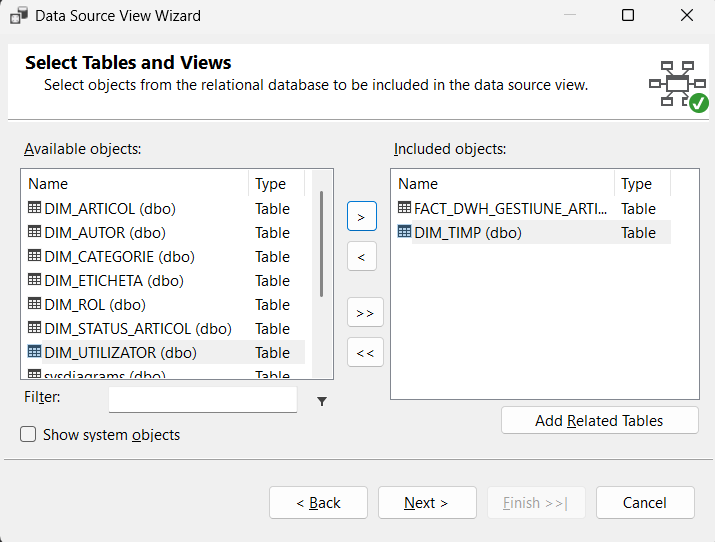 Data Source View Wizard
Select Tables and Views
Select objects from the relational database to be included in the data source view.
Available objects:
Name Type
DIM_ARTICOL (dbo) Table
DIM_AUTOR (dbo) Table
DIM_CATEGORIE (dbo) Table
DIM_ETICHETA (dbo) Table
DIM_ROL (dbo) Table
DIM_STATUS_ARTICOL (dbo) Table
DIM_UTILIZATOR (dbo) Table
sysdiagrams (dbo) Table
>
<
>>
<<
Included objects:
Name Type
FACT_DWH_GESTIUNE_ARTI... Table
DIM_TIMP (dbo) Table
Filter:
Add Related Tables
Show system objects
< Back
Next >
Finish >>|
Cancel